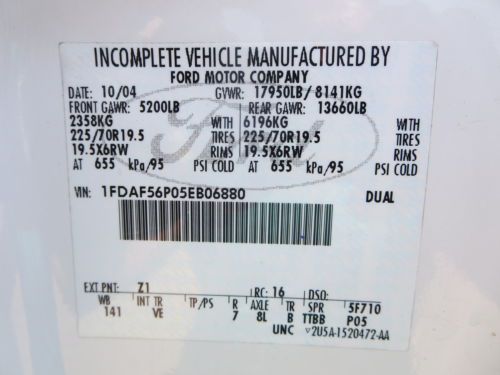 INCOMPLETE VEHICLE MANUFACTURED BY
FORD MOTOR COMPANY
DATE: 10/04 GVWR: 17950LB/8141KG
FRONT GAWR: 5200LB REAR GAWR: 13660LB
2358KG WITH 6196KG WITH
225/70R19.5 TIRES 225/70R19.5 TIRES
19.5X6RW RIMS 19.5X6RW RIMS
AT 655 kPa/95 PSI COLD AT 655 kPa/95 PSI COLD
VIN: 1FDAF56P05EB06880 DUAL
Ford
EXT PNT: Z1 RC: 16 DSO:
WB INT TR TP/PS R AXLE TR SPR 5F710
141 VE 7 8L B TTBB P05
UNC V2U5A-1520472-AA